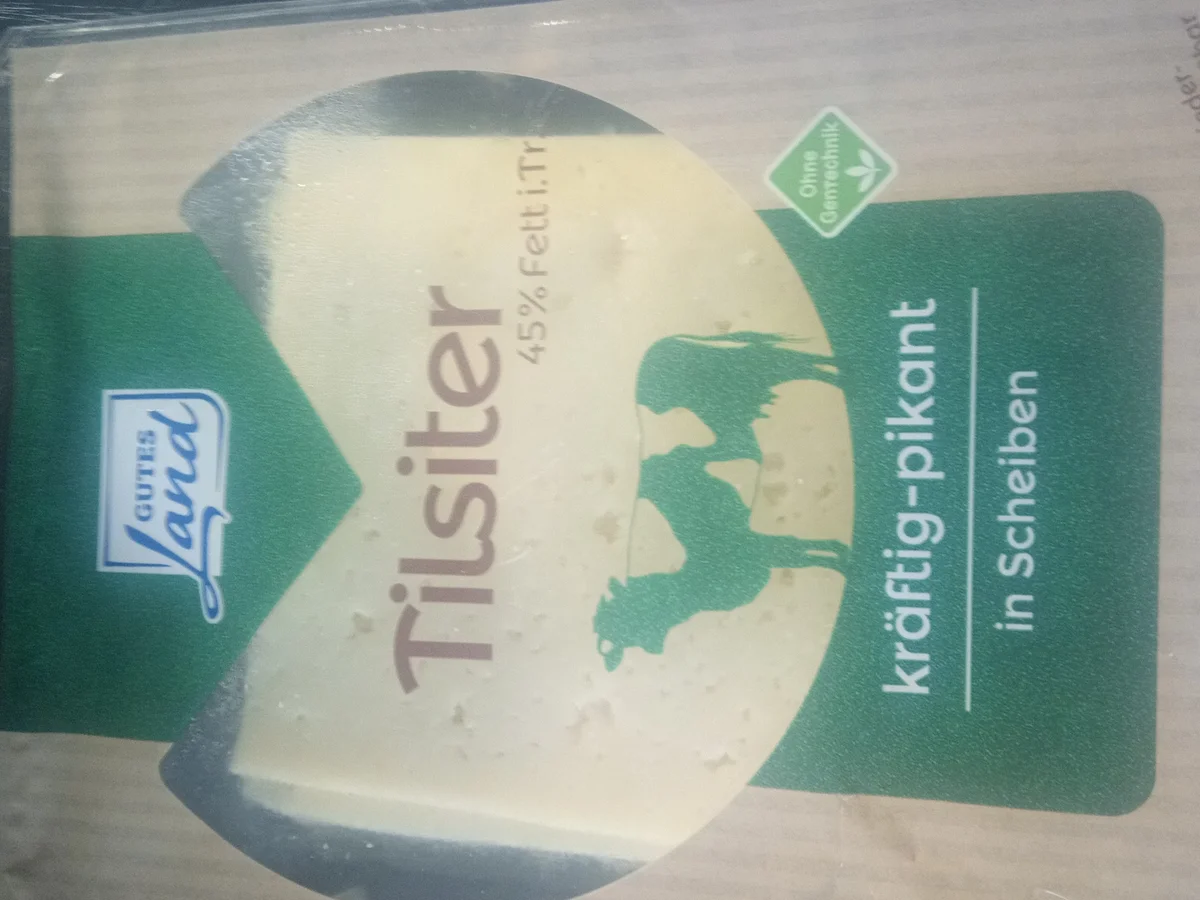 GUTES
Land
Tilsiter
45% Fett i.Tr.
Ohne
Gentechnik
kräftig-pikant
in Scheiben